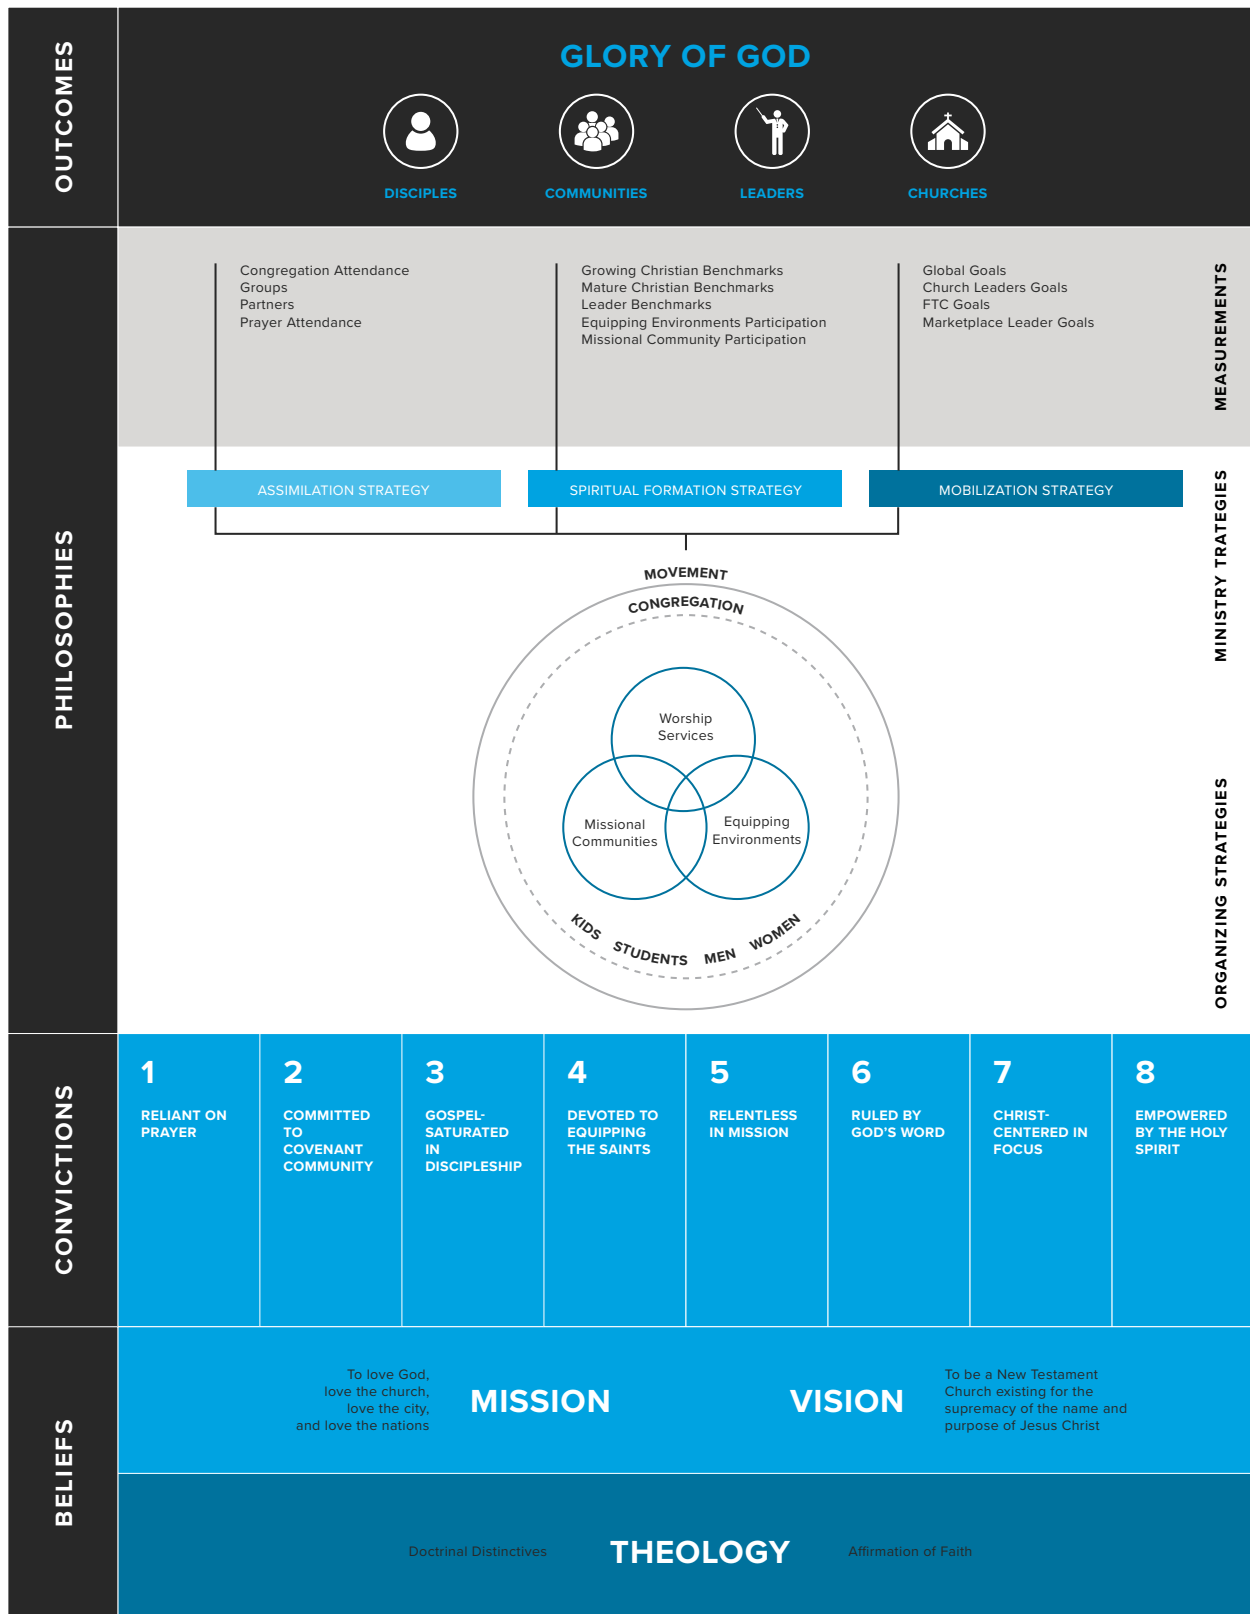 OUTCOMES
GLORY OF GOD
DISCIPLES
COMMUNITIES
LEADERS
CHURCHES
PHILOSOPHIES
MEASUREMENTS
Congregation Attendance
Groups
Partners
Prayer Attendance
Growing Christian Benchmarks
Mature Christian Benchmarks
Leader Benchmarks
Equipping Environments Participation
Missional Community Participation
Global Goals
Church Leaders Goals
FTC Goals
Marketplace Leader Goals
MINISTRY TRATEGIES
ASSIMILATION STRATEGY
SPIRITUAL FORMATION STRATEGY
MOBILIZATION STRATEGY
ORGANIZING STRATEGIES
MOVEMENT
CONGREGATION
Worship
Services
Missional
Communities
Equipping
Environments
KIDS STUDENTS MEN WOMEN
CONVICTIONS
1
RELIANT ON
PRAYER
2
COMMITTED
TO
COVENANT
COMMUNITY
3
GOSPEL-
SATURATED
IN
DISCIPLESHIP
4
DEVOTED TO
EQUIPPING
THE SAINTS
5
RELENTLESS
IN MISSION
6
RULED BY
GOD'S WORD
7
CHRIST-
CENTERED IN
FOCUS
8
EMPOWERED
BY THE HOLY
SPIRIT
BELIEFS
To love God,
love the church,
love the city,
and love the nations
MISSION
VISION
To be a New Testament
Church existing for the
supremacy of the name and
purpose of Jesus Christ
Doctrinal Distinctives
THEOLOGY
Affirmation of Faith